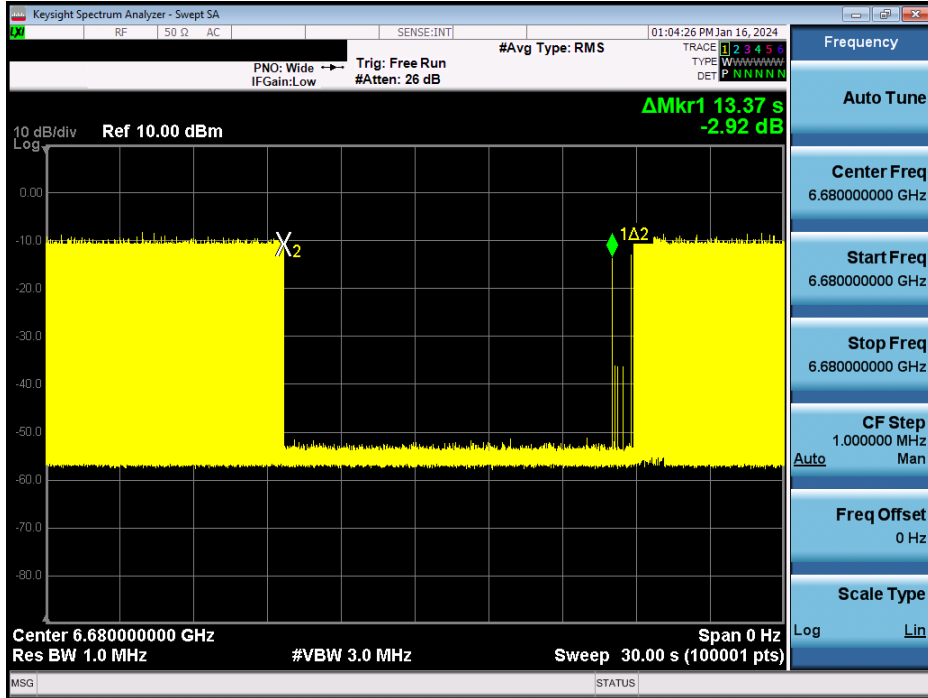 Keysight Spectrum Analyzer - Swept SA
LXI RF 50 Ω AC SENSE:INT 01:04:26 PM Jan 16, 2024
#Avg Type: RMS TRACE 1 2 3 4 5 6
PNO: Wide Trig: Free Run TYPE WWWWWW
IFGain:Low #Atten: 26 dB DET P N N N N N
ΔMkr1 13.37 s
-2.92 dB
10 dB/div Ref 10.00 dBm
Log
0.00
-10.0
-20.0
-30.0
-40.0
-50.0
-60.0
-70.0
-80.0
X2
1Δ2
Center 6.680000000 GHz Span 0 Hz
Res BW 1.0 MHz #VBW 3.0 MHz Sweep 30.00 s (100001 pts)
MSG STATUS
Frequency
Auto Tune
Center Freq
6.680000000 GHz
Start Freq
6.680000000 GHz
Stop Freq
6.680000000 GHz
CF Step
1.000000 MHz
Auto Man
Freq Offset
0 Hz
Scale Type
Log Lin